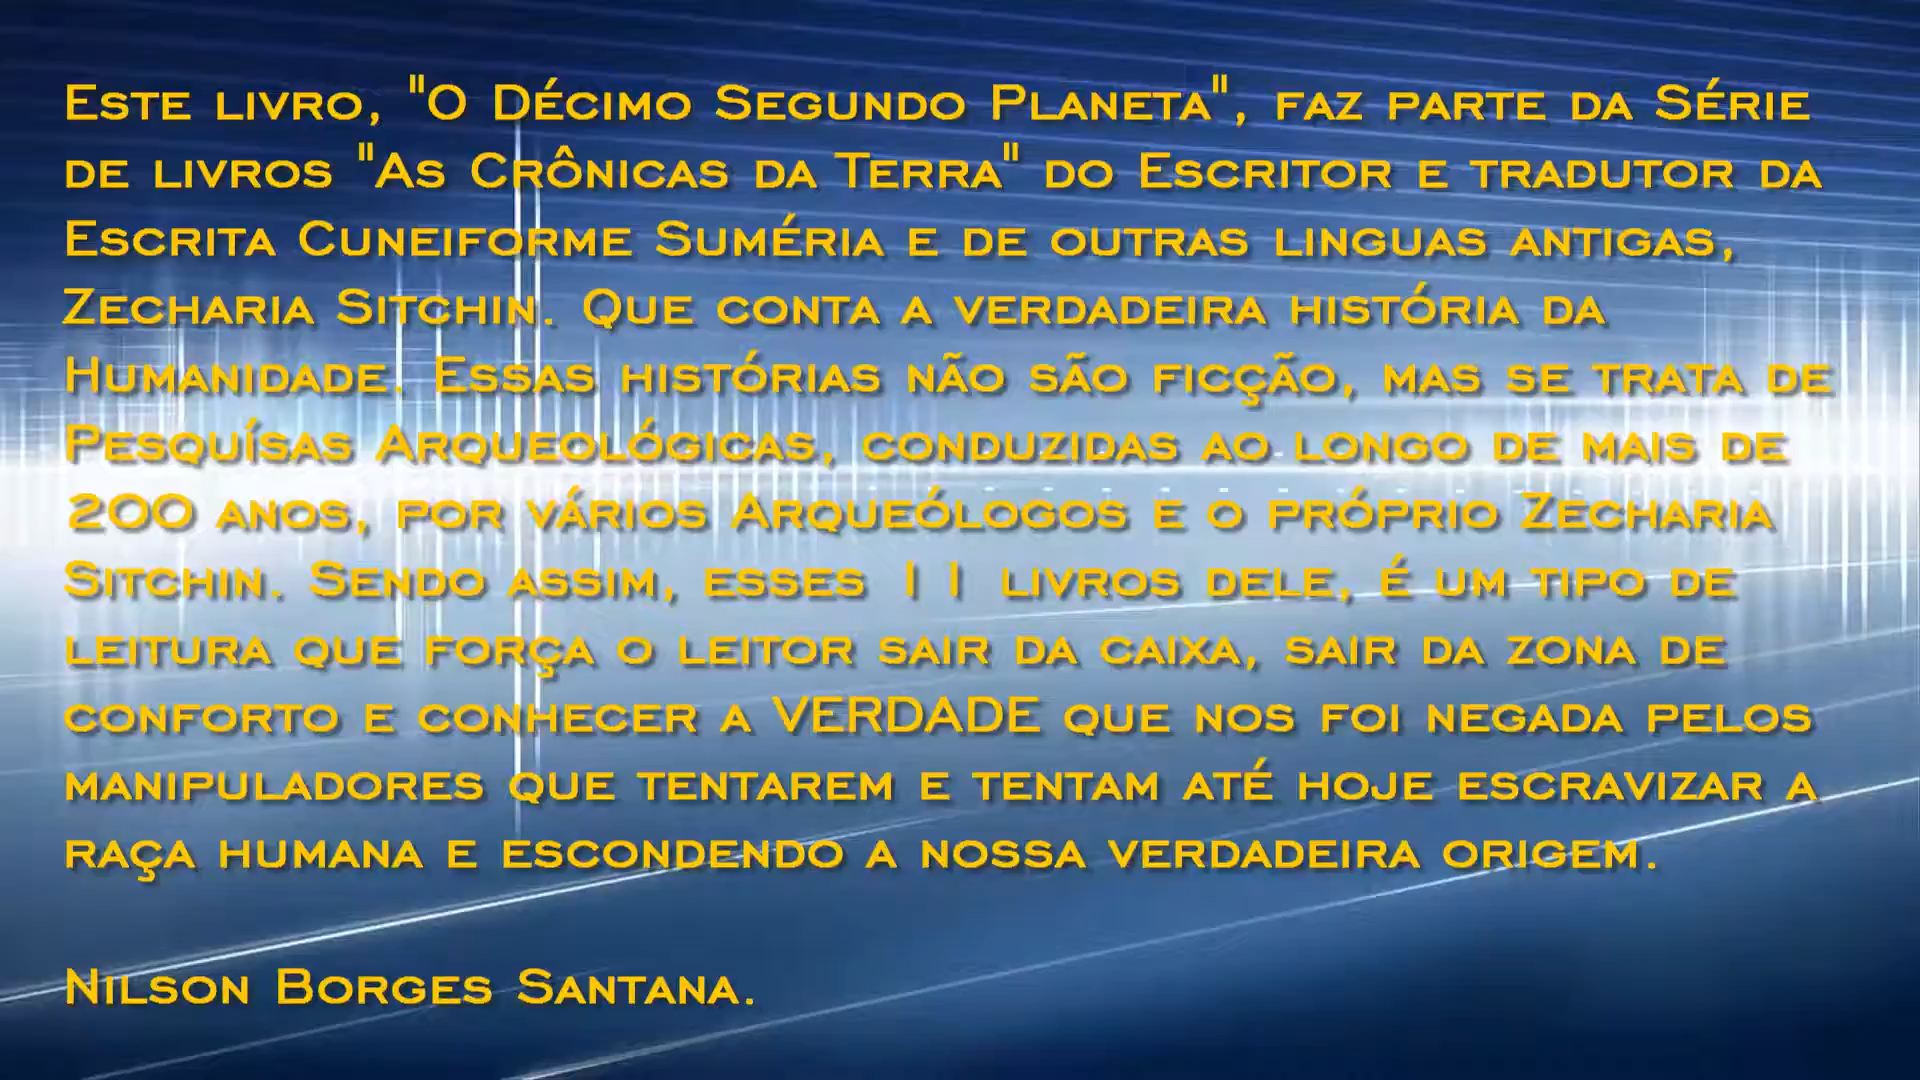 Este livro, "O Décimo Segundo Planeta", faz parte da Série
de livros "As Crônicas da Terra" do Escritor e tradutor da
Escrita Cuneiforme Suméria e de outras linguas antigas,
Zecharia Sitchin. Que conta a verdadeira história da
Humanidade. Essas histórias não são ficção, mas se trata de
Pesquísas Arqueológicas, conduzidas ao longo de mais de
200 anos, por vários Arqueólogos e o próprio Zecharia
Sitchin. Sendo assim, esses 11 livros dele, é um tipo de
leitura que força o leitor sair da caixa, sair da zona de
conforto e conhecer a VERDADE que nos foi negada pelos
manipuladores que tentarem e tentam até hoje escravizar a
raça humana e escondendo a nossa verdadeira origem.
Nilson Borges Santana.